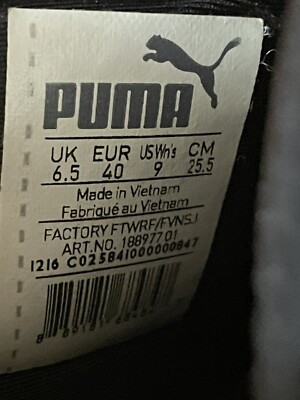 PUMA
UK EUR US Wn's CM
6.5 40 9 25.5
Made in Vietnam
Fabriqué au Vietnam
FACTORY FTWRF/FVNSJ
ART.NO. 188977 01
1216 C025841000000847